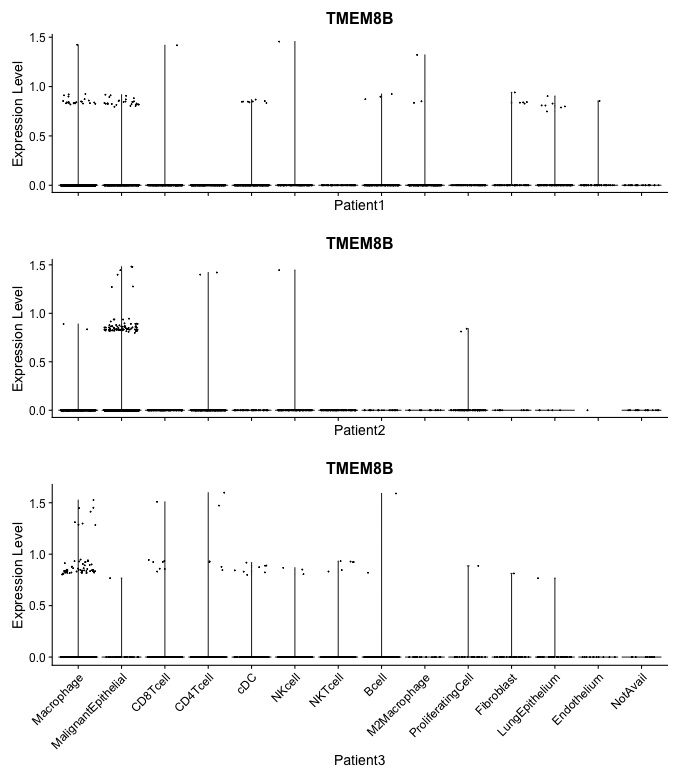 TMEM8B
1.5
1.0
0.5
0.0
Expression Level
Patient1
TMEM8B
1.5
1.0
0.5
0.0
Expression Level
Patient2
TMEM8B
1.5
1.0
0.5
0.0
Expression Level
Macrophage
MalignantEpithelial
CD8Tcell
CD4Tcell
cDC
NKcell
NKTcell
Bcell
M2Macrophage
ProliferatingCell
Fibroblast
LungEpithelium
Endothelium
NotAvail
Patient3